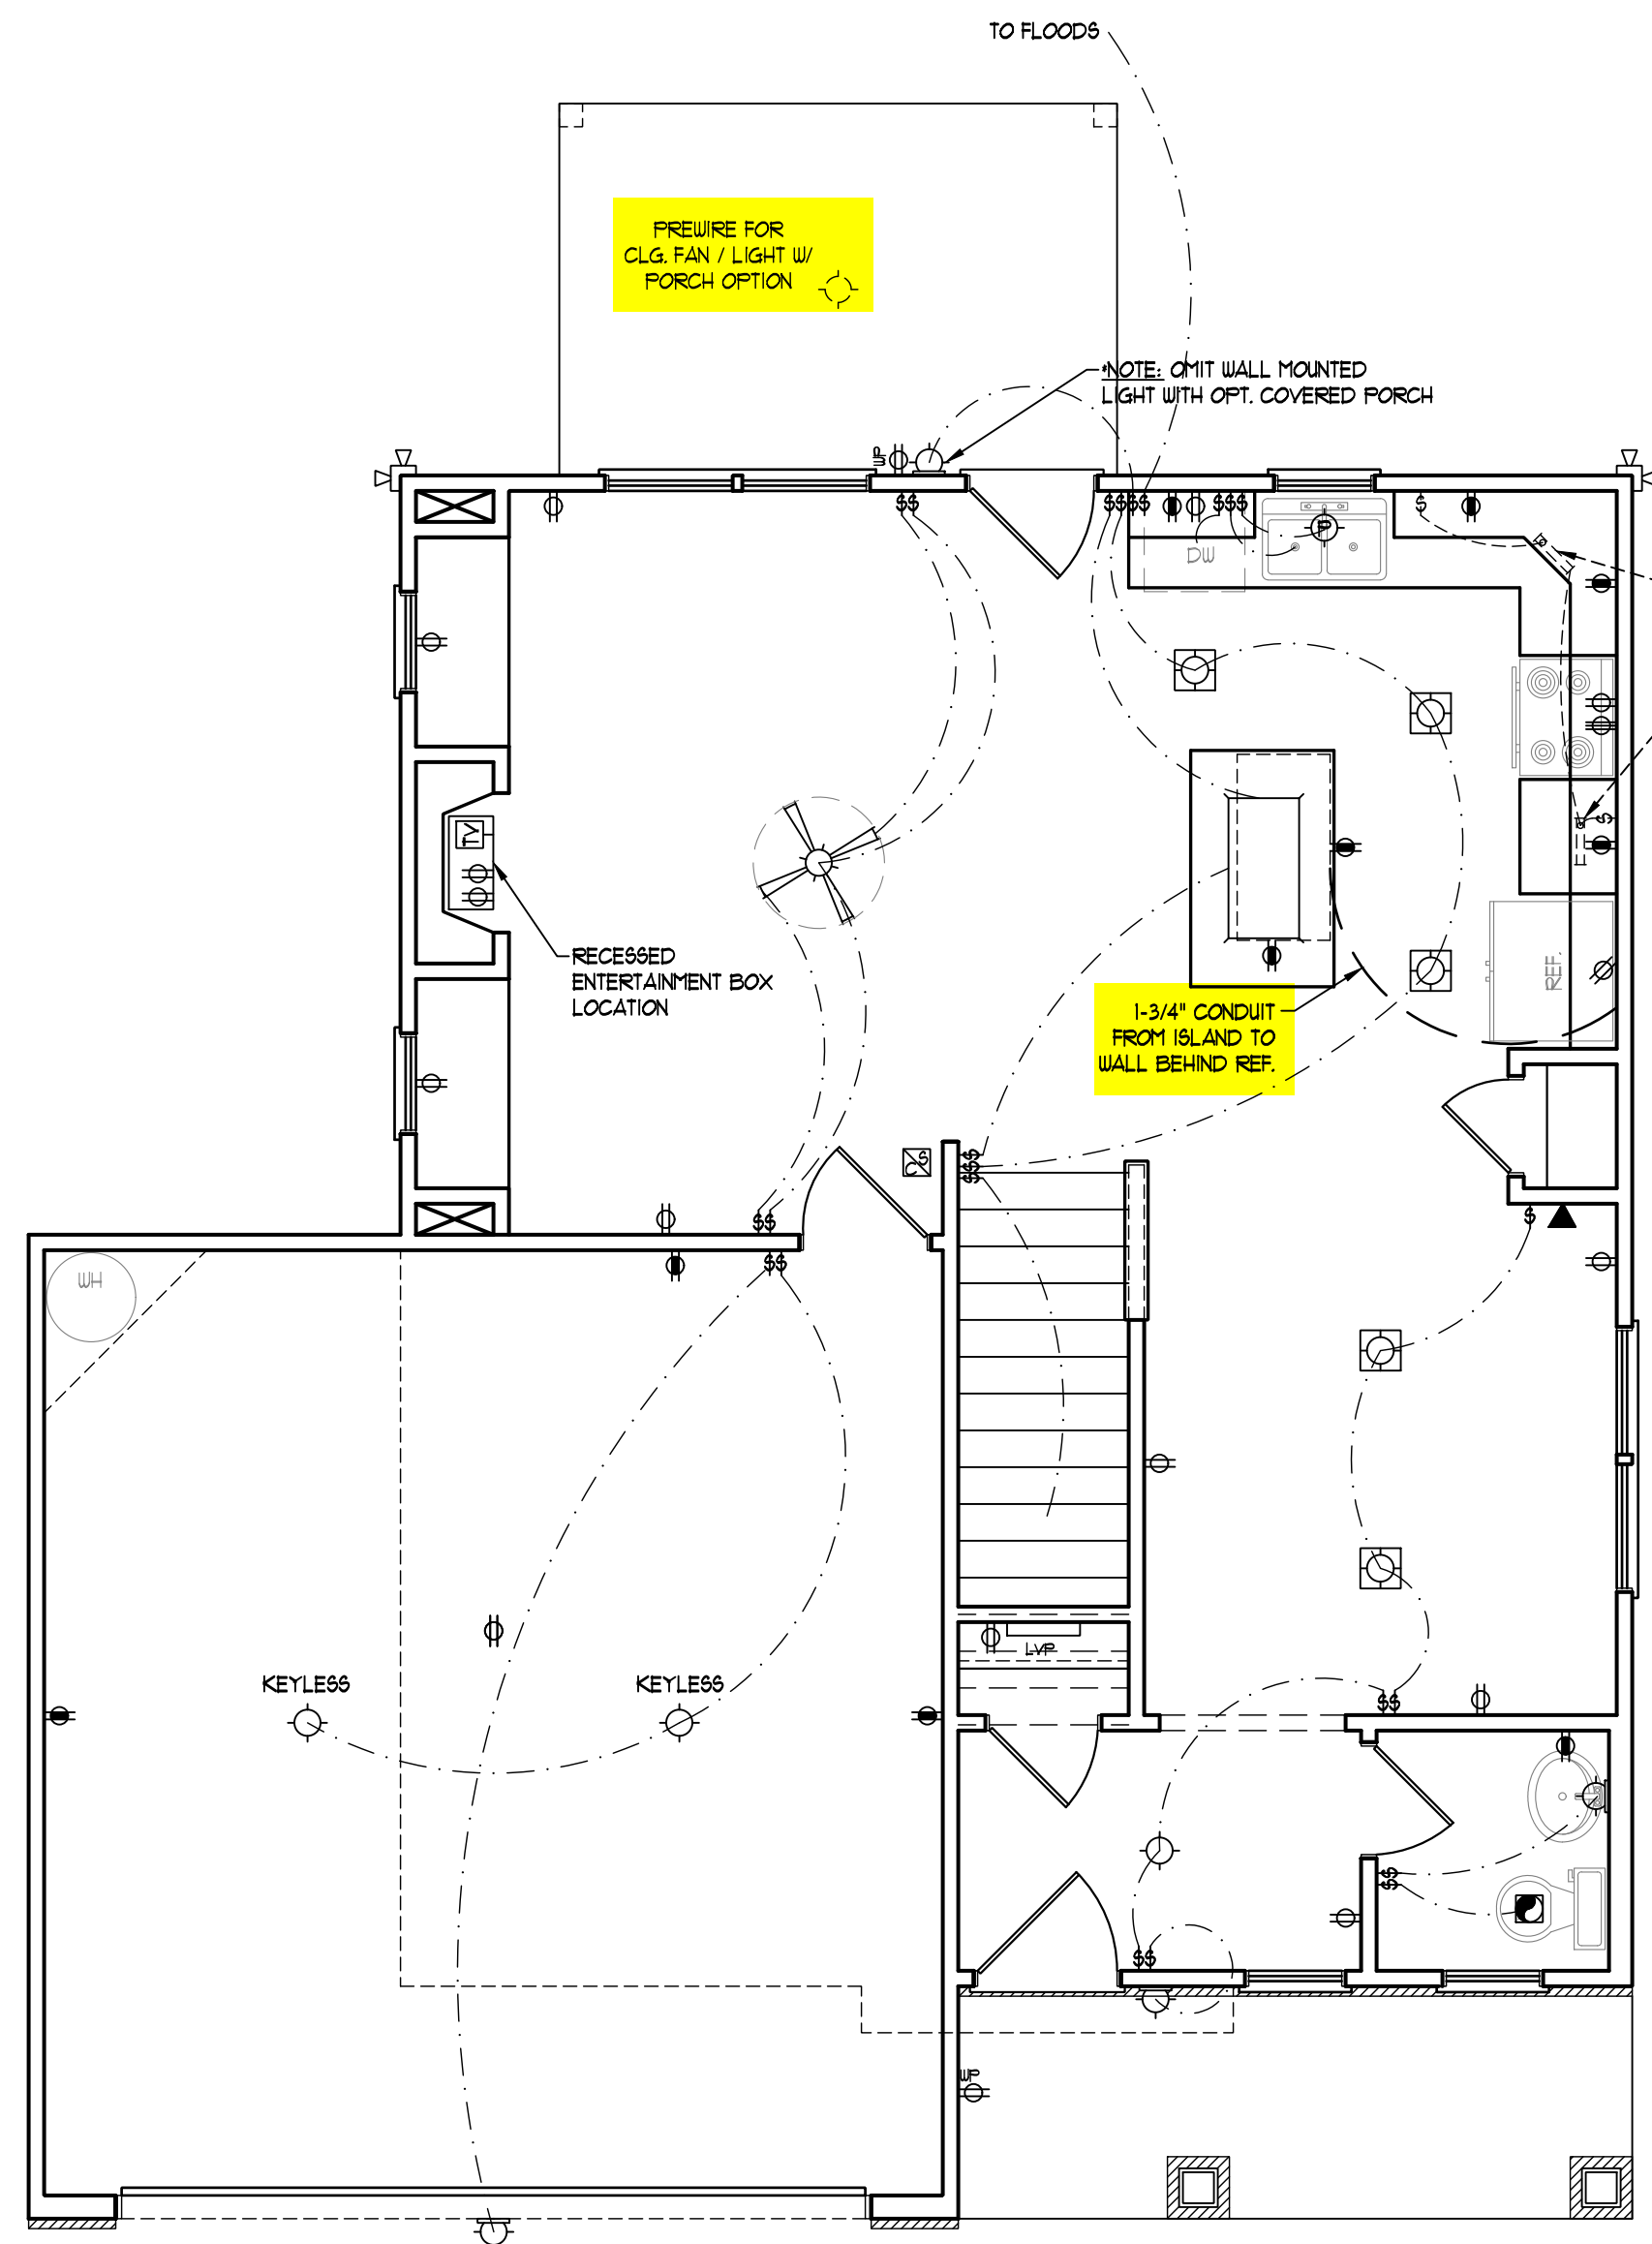 TO FLOODS
PREWIRE FOR
CLG. FAN / LIGHT W/
PORCH OPTION
*NOTE: OMIT WALL MOUNTED
LIGHT WITH OPT. COVERED PORCH
WP
$$
$$$$
$$$
$
DW
TV
$
RECESSED
ENTERTAINMENT BOX
LOCATION
REF.
1-3/4" CONDUIT
FROM ISLAND TO
WALL BEHIND REF.
CS
$$
$$
$$
$$
$
$$
WH
LVP
KEYLESS
KEYLESS
$$
$$
$$
WP